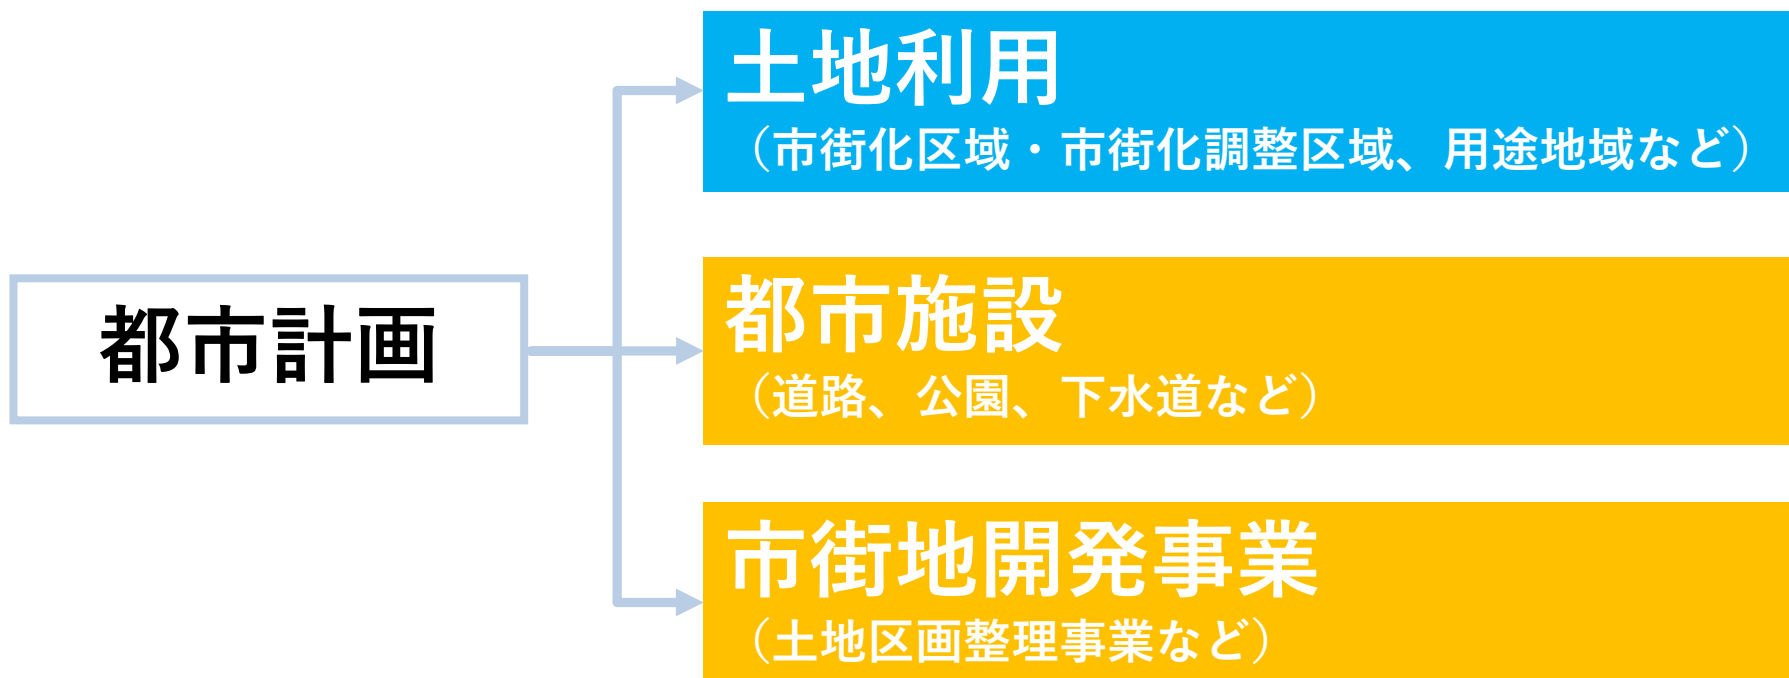 都市計画
土地利用
（市街化区域・市街化調整区域、用途地域など）
都市施設
（道路、公園、下水道など）
市街地開発事業
（土地区画整理事業など）